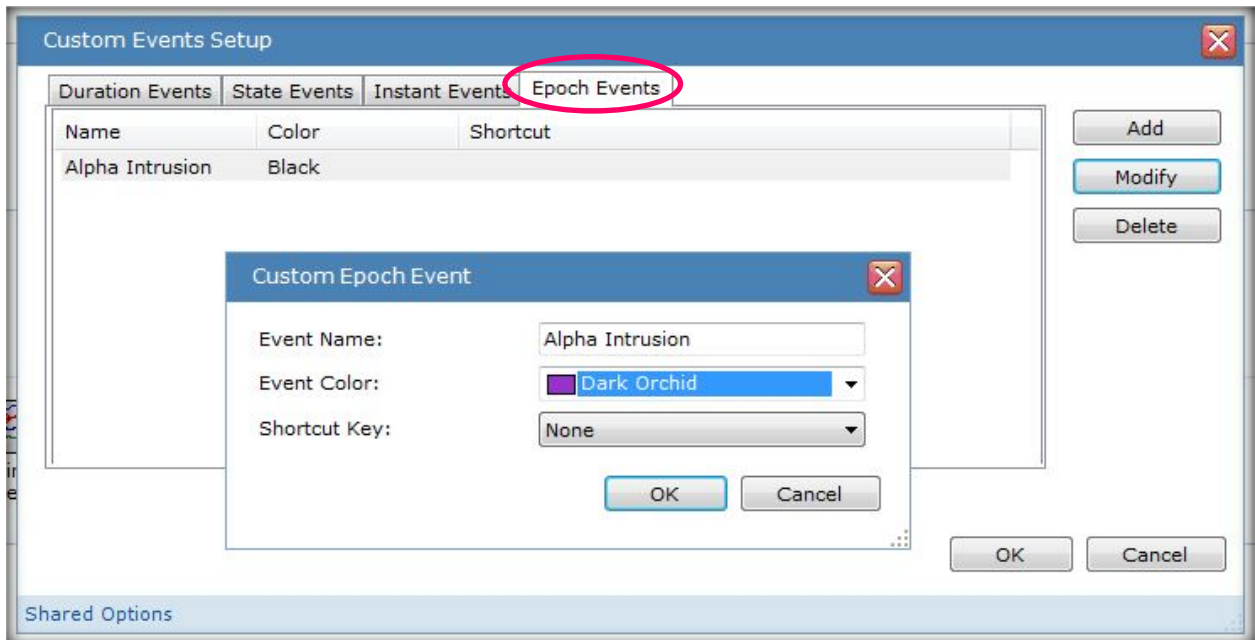 Custom Events Setup
Duration Events State Events Instant Events Epoch Events
Name Color Shortcut
Add
Alpha Intrusion Black
Modify
Delete
Custom Epoch Event
Event Name: Alpha Intrusion
Event Color: Dark Orchid
Shortcut Key: None
OK Cancel
OK Cancel
Shared Options